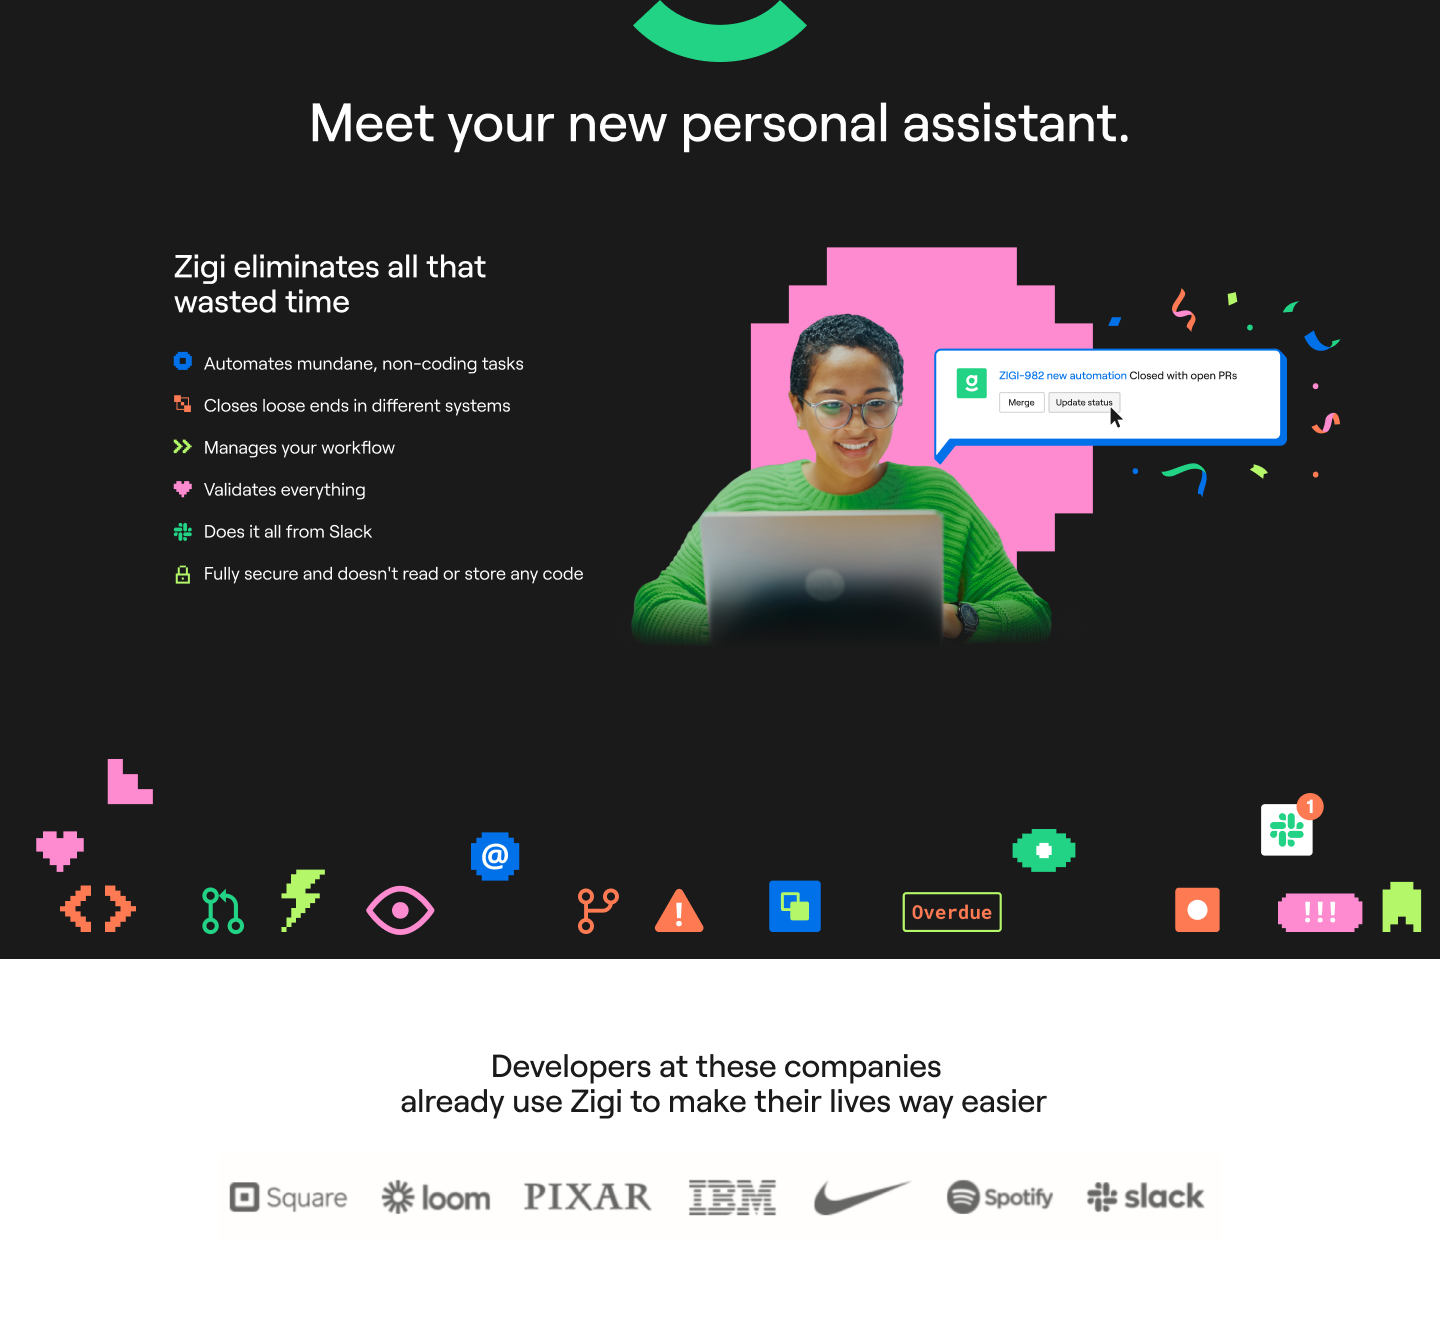 Meet your new personal assistant.
Zigi eliminates all that
wasted time
Automates mundane, non-coding tasks
Closes loose ends in different systems
Manages your workflow
Validates everything
Does it all from Slack
Fully secure and doesn't read or store any code
g
ZIGI-982 new automation Closed with open PRs
Merge
Update status
1
@
!
Overdue
!!!
Developers at these companies
already use Zigi to make their lives way easier
Square loom PIXAR IBM Spotify slack